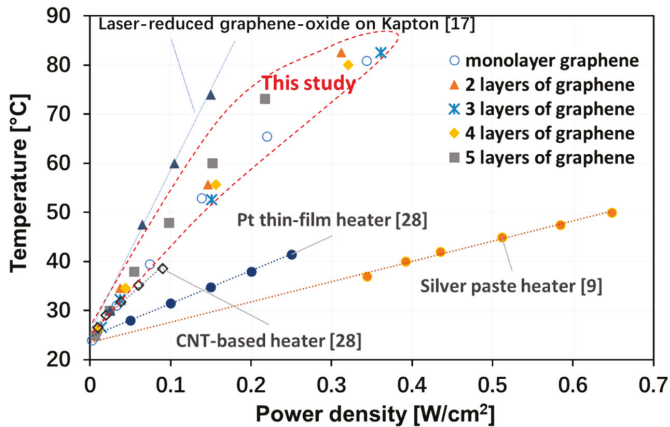 Laser-reduced graphene-oxide on Kapton [17]
This study
monolayer graphene
2 layers of graphene
3 layers of graphene
4 layers of graphene
5 layers of graphene
Pt thin-film heater [28]
Silver paste heater [9]
CNT-based heater [28]
Temperature [°C]
90
80
70
60
50
40
30
20
0
0.1
0.2
0.3
0.4
0.5
0.6
0.7
Power density [W/cm²]